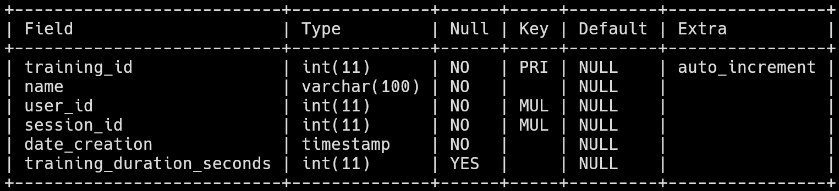 +---------------------------+--------------+------+-----+---------+----------------+
| Field                     | Type         | Null | Key | Default | Extra          |
+---------------------------+--------------+------+-----+---------+----------------+
| training_id               | int(11)      | NO   | PRI | NULL    | auto_increment |
| name                      | varchar(100) | NO   |     | NULL    |                |
| user_id                   | int(11)      | NO   | MUL | NULL    |                |
| session_id                | int(11)      | NO   | MUL | NULL    |                |
| date_creation             | timestamp    | NO   |     | NULL    |                |
| training_duration_seconds | int(11)      | YES  |     | NULL    |                |
+---------------------------+--------------+------+-----+---------+----------------+